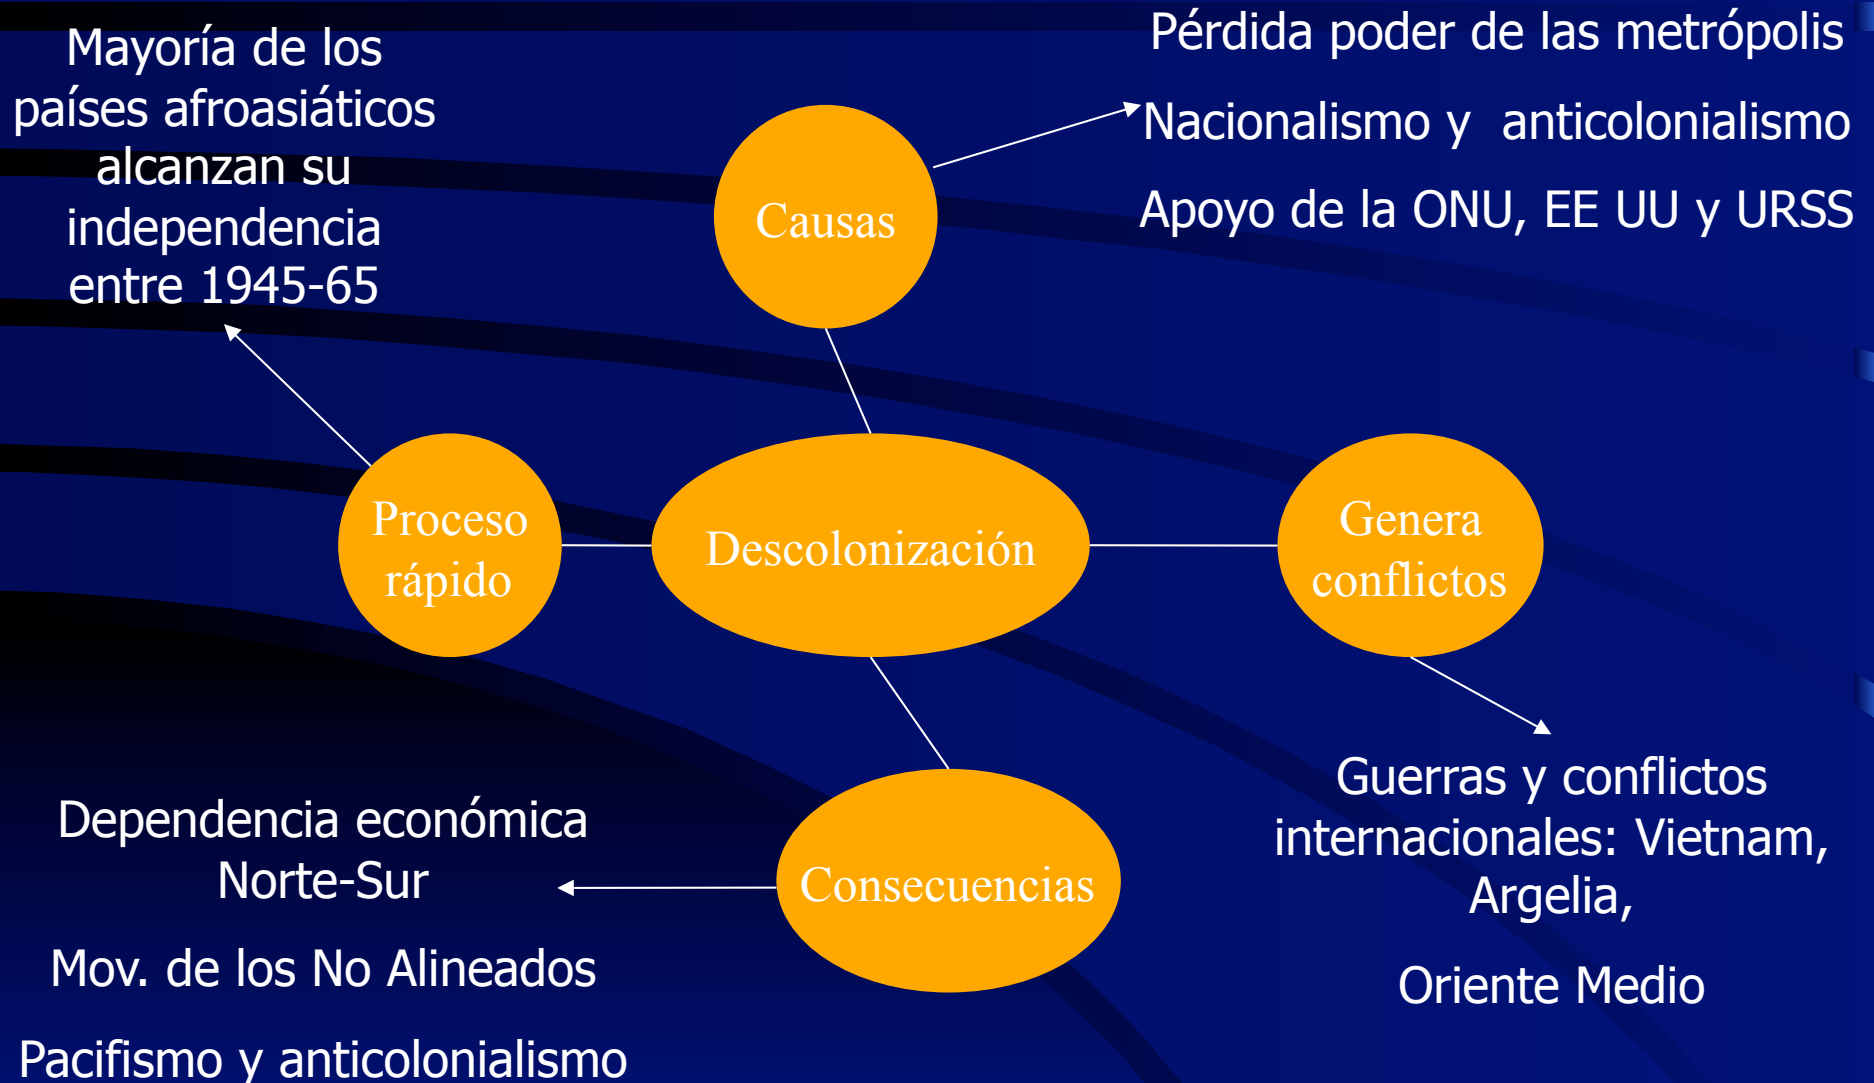 Mayoría de los
países afroasiáticos
alcanzan su
independencia
entre 1945-65
Pérdida poder de las metrópolis
Nacionalismo y anticolonialismo
Apoyo de la ONU, EE UU y URSS
Causas
Proceso
rápido
Descolonización
Genera
conflictos
Consecuencias
Dependencia económica
Norte-Sur
Mov. de los No Alineados
Pacifismo y anticolonialismo
Guerras y conflictos
internacionales: Vietnam,
Argelia,
Oriente Medio